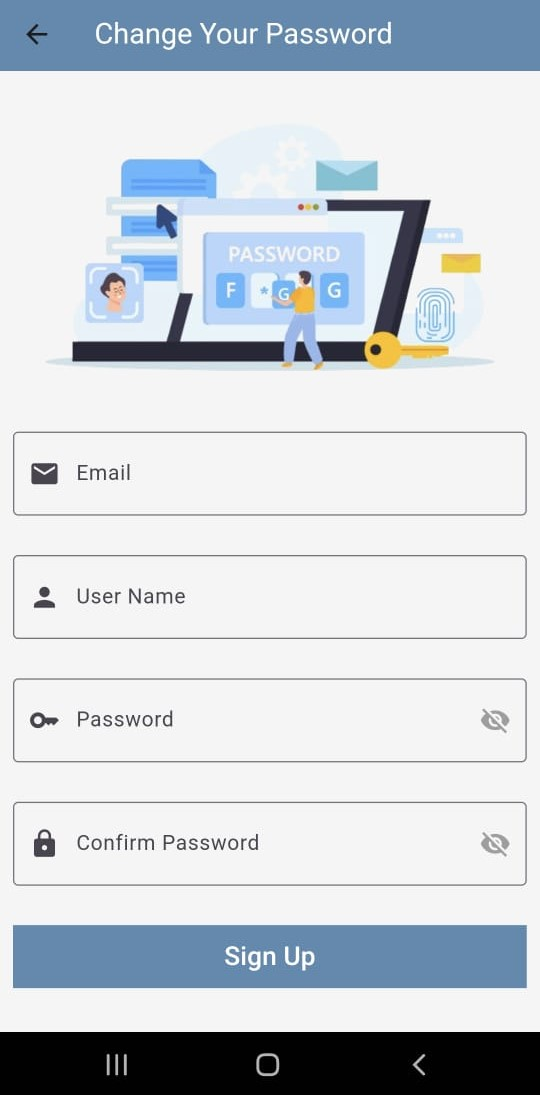 Change Your Password
PASSWORD
F * G G
Email
User Name
Password
Confirm Password
Sign Up